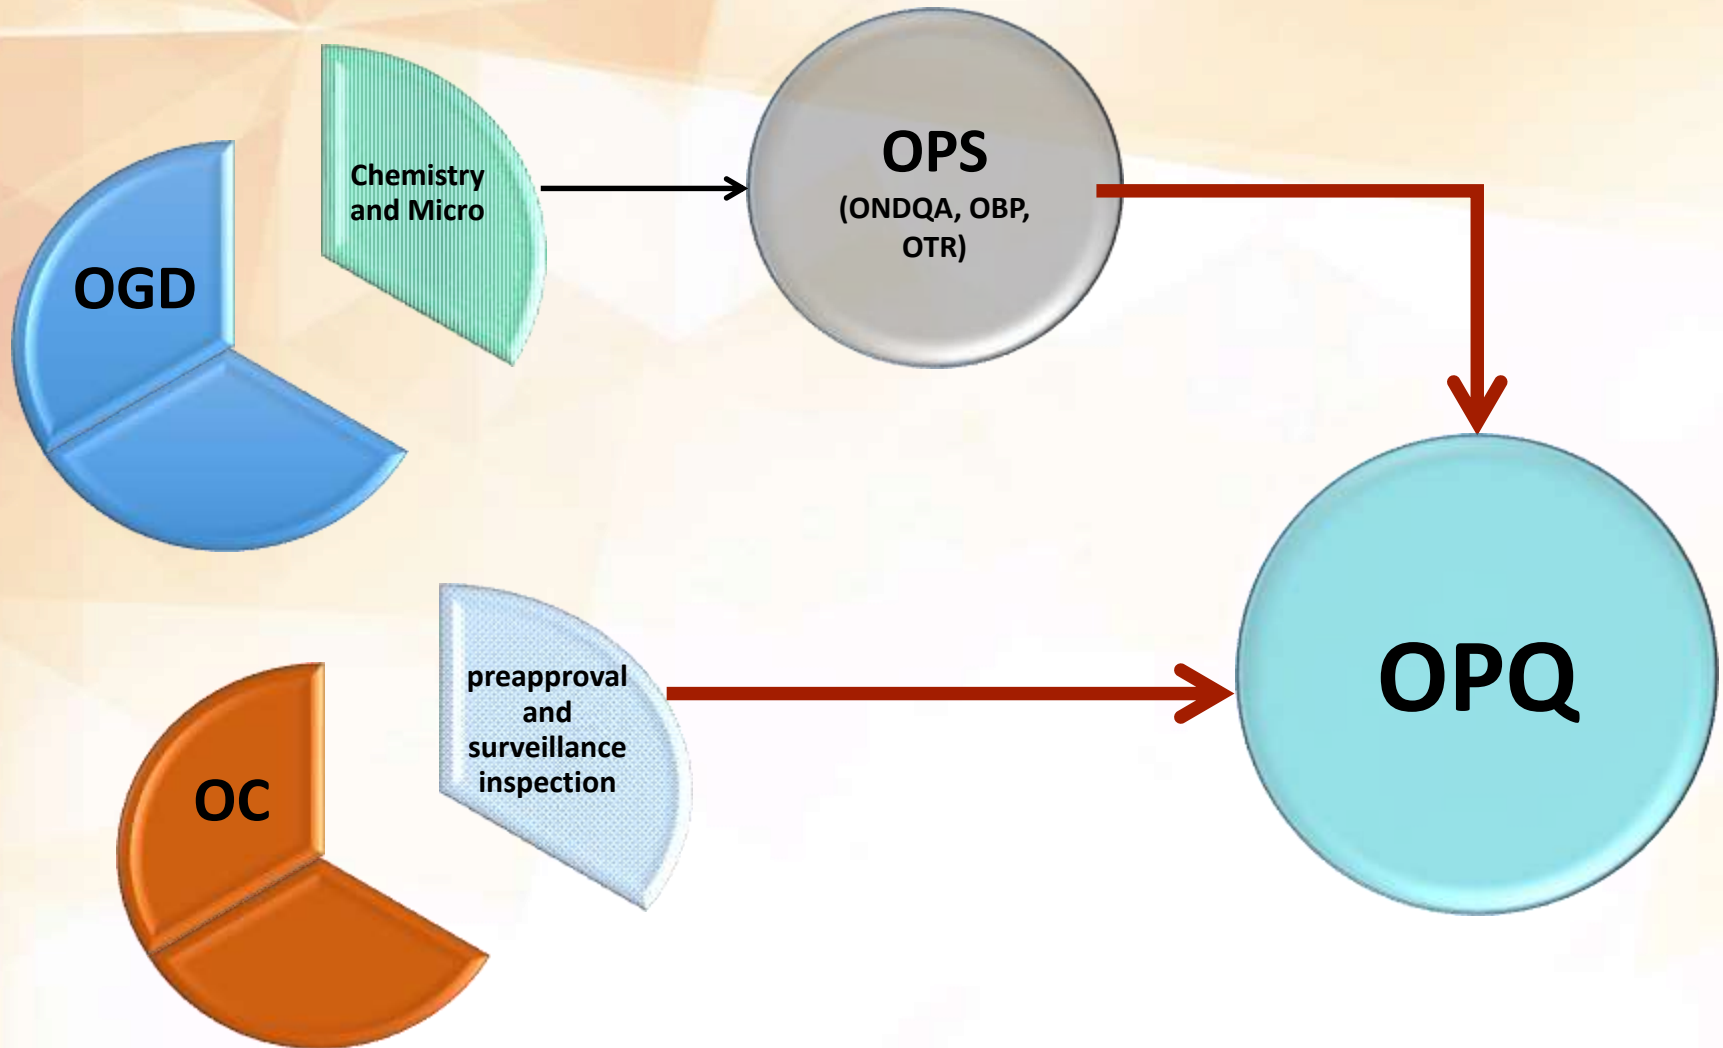 Chemistry
and Micro
OPS
(ONDQA, OBP,
OTR)
OGD
preapproval
and
surveillance
inspection
OPQ
OC